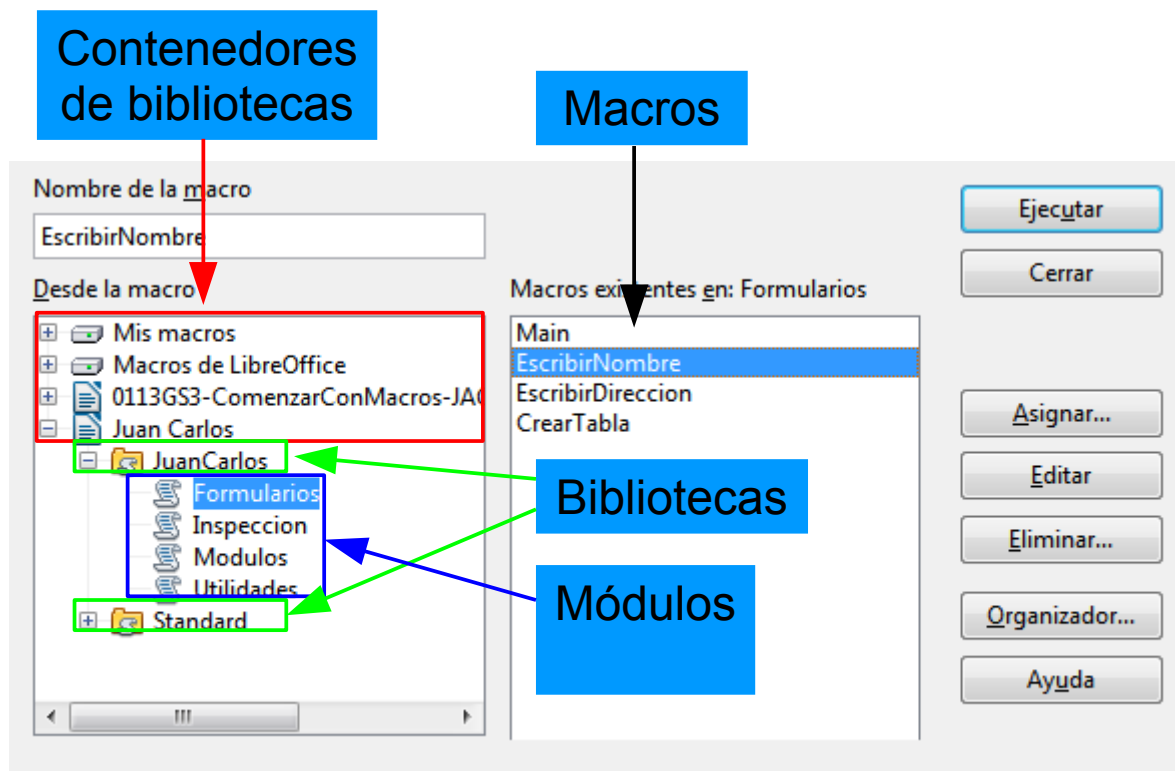 Contenedores
de bibliotecas
Macros
Nombre de la macro
EscribirNombre
Desde la macro
Mis macros
Macros de LibreOffice
0113GS3-ComenzarConMacros-JAC
Juan Carlos
JuanCarlos
Formularios
Inspeccion
Modulos
Utilidades
Standard
Macros existentes en: Formularios
Main
EscribirNombre
EscribirDireccion
CrearTabla
Bibliotecas
Módulos
Ejecutar
Cerrar
Asignar...
Editar
Eliminar...
Organizador...
Ayuda